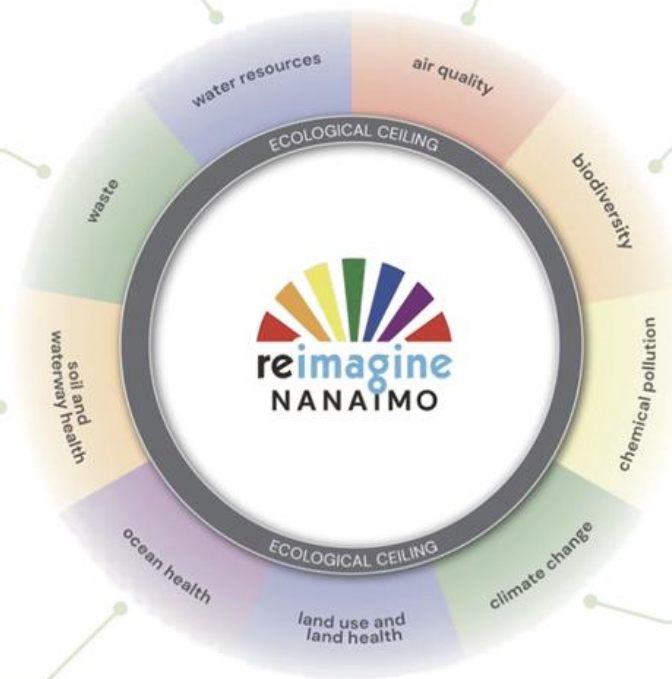 water resources
air quality
ECOLOGICAL CEILING
biodiversity
waste
chemical pollution
soil and
waterway health
reimagine
NANAIMO
climate change
ocean health
ECOLOGICAL CEILING
land use and
land health